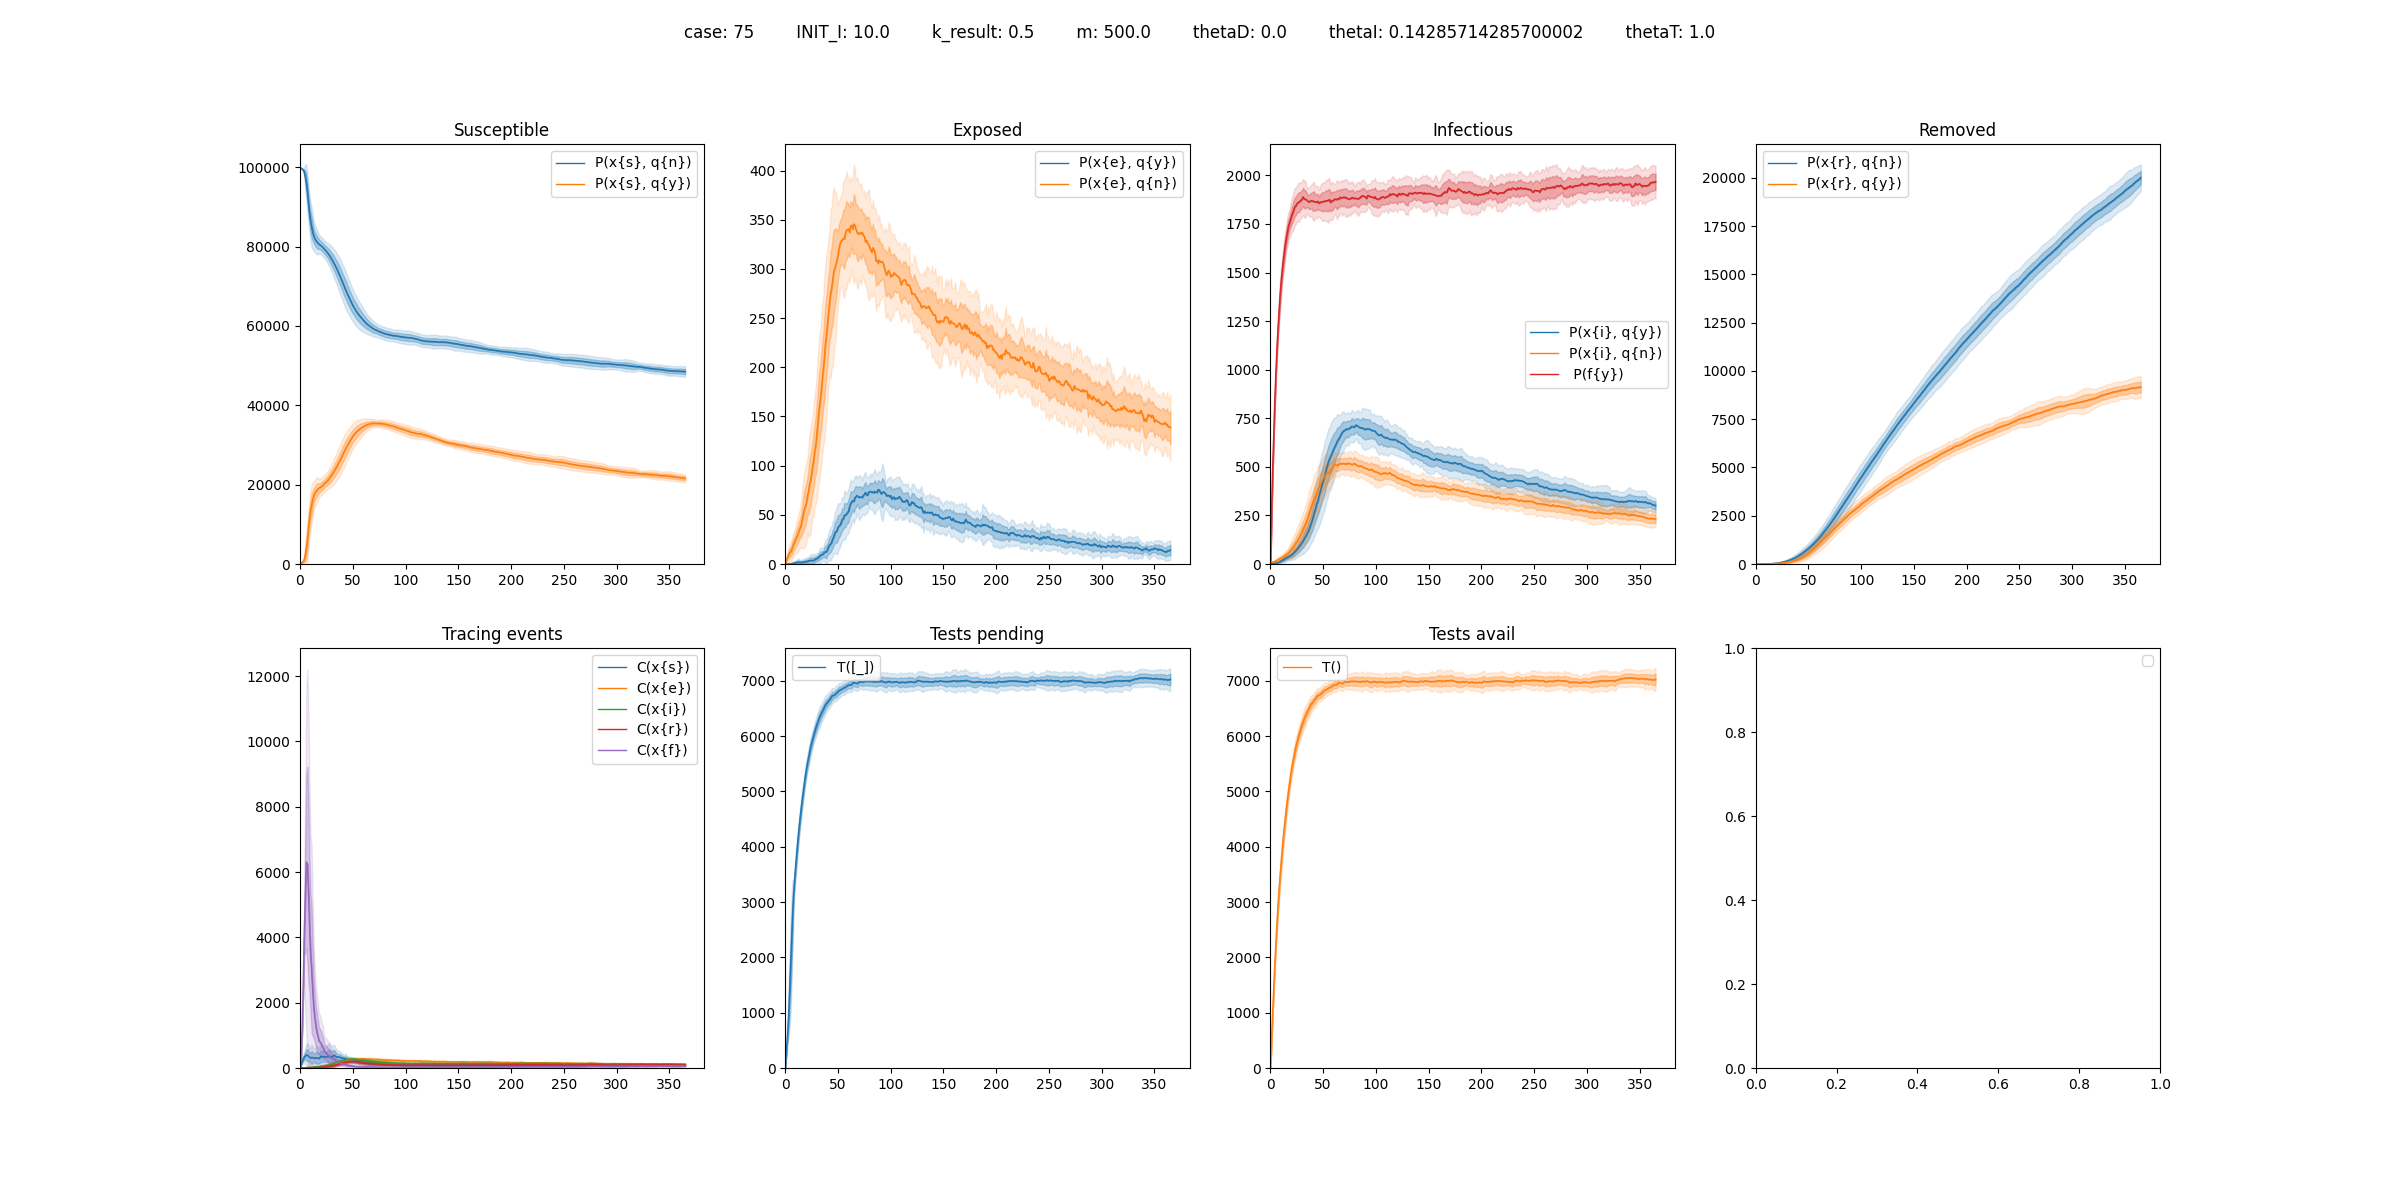 case: 75 INIT_I: 10.0 k_result: 0.5 m: 500.0 thetaD: 0.0 thetaI: 0.14285714285700002 thetaT: 1.0
Susceptible
P(x{s}, q{n})
P(x{s}, q{y})
100000
80000
60000
40000
20000
0
0 50 100 150 200 250 300 350
Exposed
P(x{e}, q{y})
P(x{e}, q{n})
400
350
300
250
200
150
100
50
0
0 50 100 150 200 250 300 350
Infectious
P(x{i}, q{y})
P(x{i}, q{n})
P(f{y})
2000
1750
1500
1250
1000
750
500
250
0
0 50 100 150 200 250 300 350
Removed
P(x{r}, q{n})
P(x{r}, q{y})
20000
17500
15000
12500
10000
7500
5000
2500
0
0 50 100 150 200 250 300 350
Tracing events
C(x{s})
C(x{e})
C(x{i})
C(x{r})
C(x{f})
12000
10000
8000
6000
4000
2000
0
0 50 100 150 200 250 300 350
Tests pending
T([_])
7000
6000
5000
4000
3000
2000
1000
0
0 50 100 150 200 250 300 350
Tests avail
T()
7000
6000
5000
4000
3000
2000
1000
0
0 50 100 150 200 250 300 350
1.0
0.8
0.6
0.4
0.2
0.0
0.0 0.2 0.4 0.6 0.8 1.0